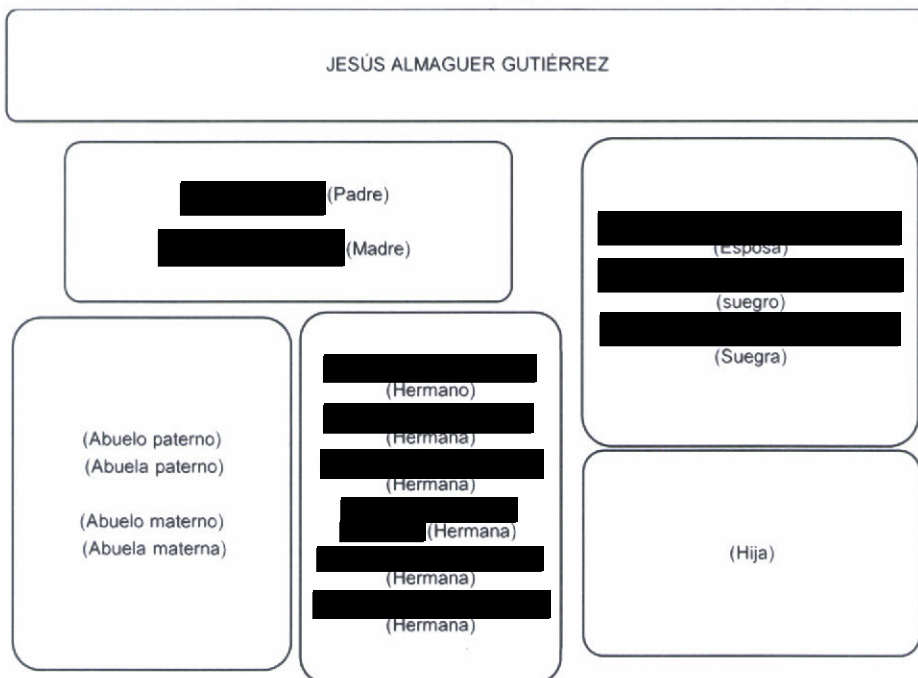 JESÚS ALMAGUER GUTIÉRREZ
(Padre)
(Madre)
(Esposa)
(suegro)
(Suegra)
(Abuelo paterno)
(Abuela paterno)
(Abuelo materno)
(Abuela materna)
(Hermano)
(Hermana)
(Hermana)
(Hermana)
(Hermana)
(Hermana)
(Hija)